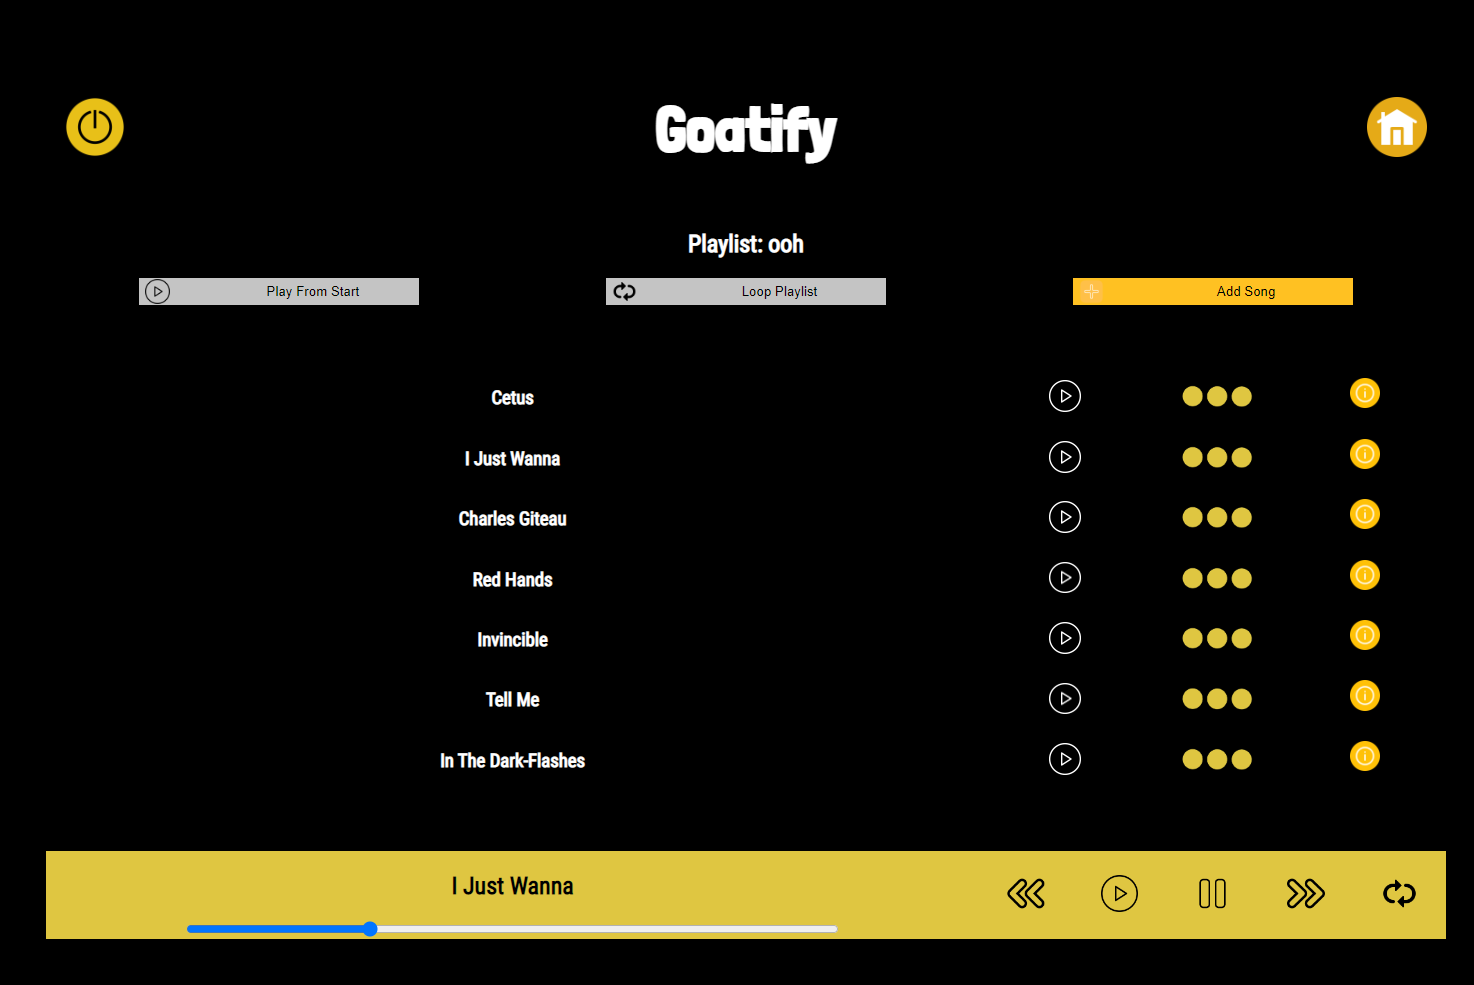 Goatify
Playlist: ooh
Play From Start
Loop Playlist
Add Song
Cetus
I Just Wanna
Charles Giteau
Red Hands
Invincible
Tell Me
In The Dark-Flashes
I Just Wanna